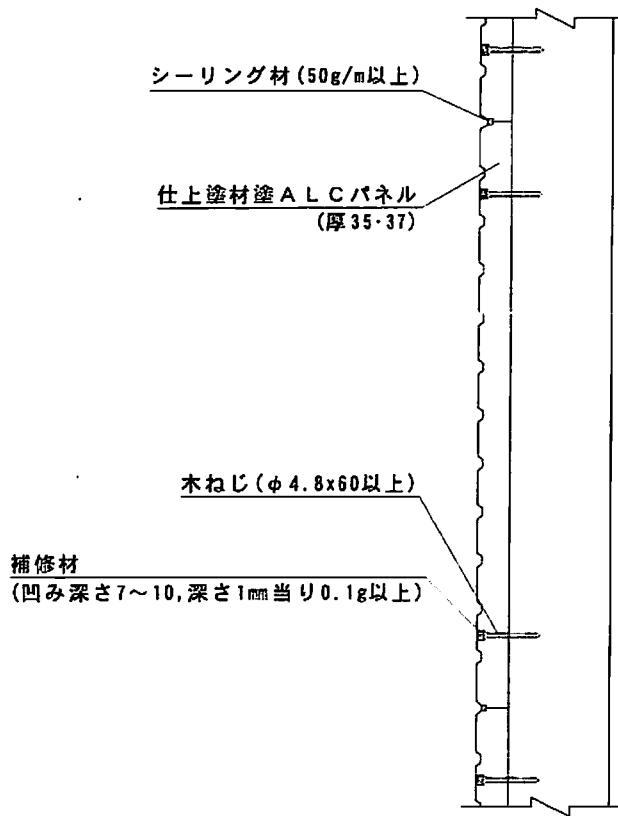 シーリング材(50g/m以上)
仕上塗材塗ALCパネル
(厚35・37)
木ねじ(φ4.8x60以上)
補修材
(凹み深さ7~10,深さ1mm当り0.1g以上)